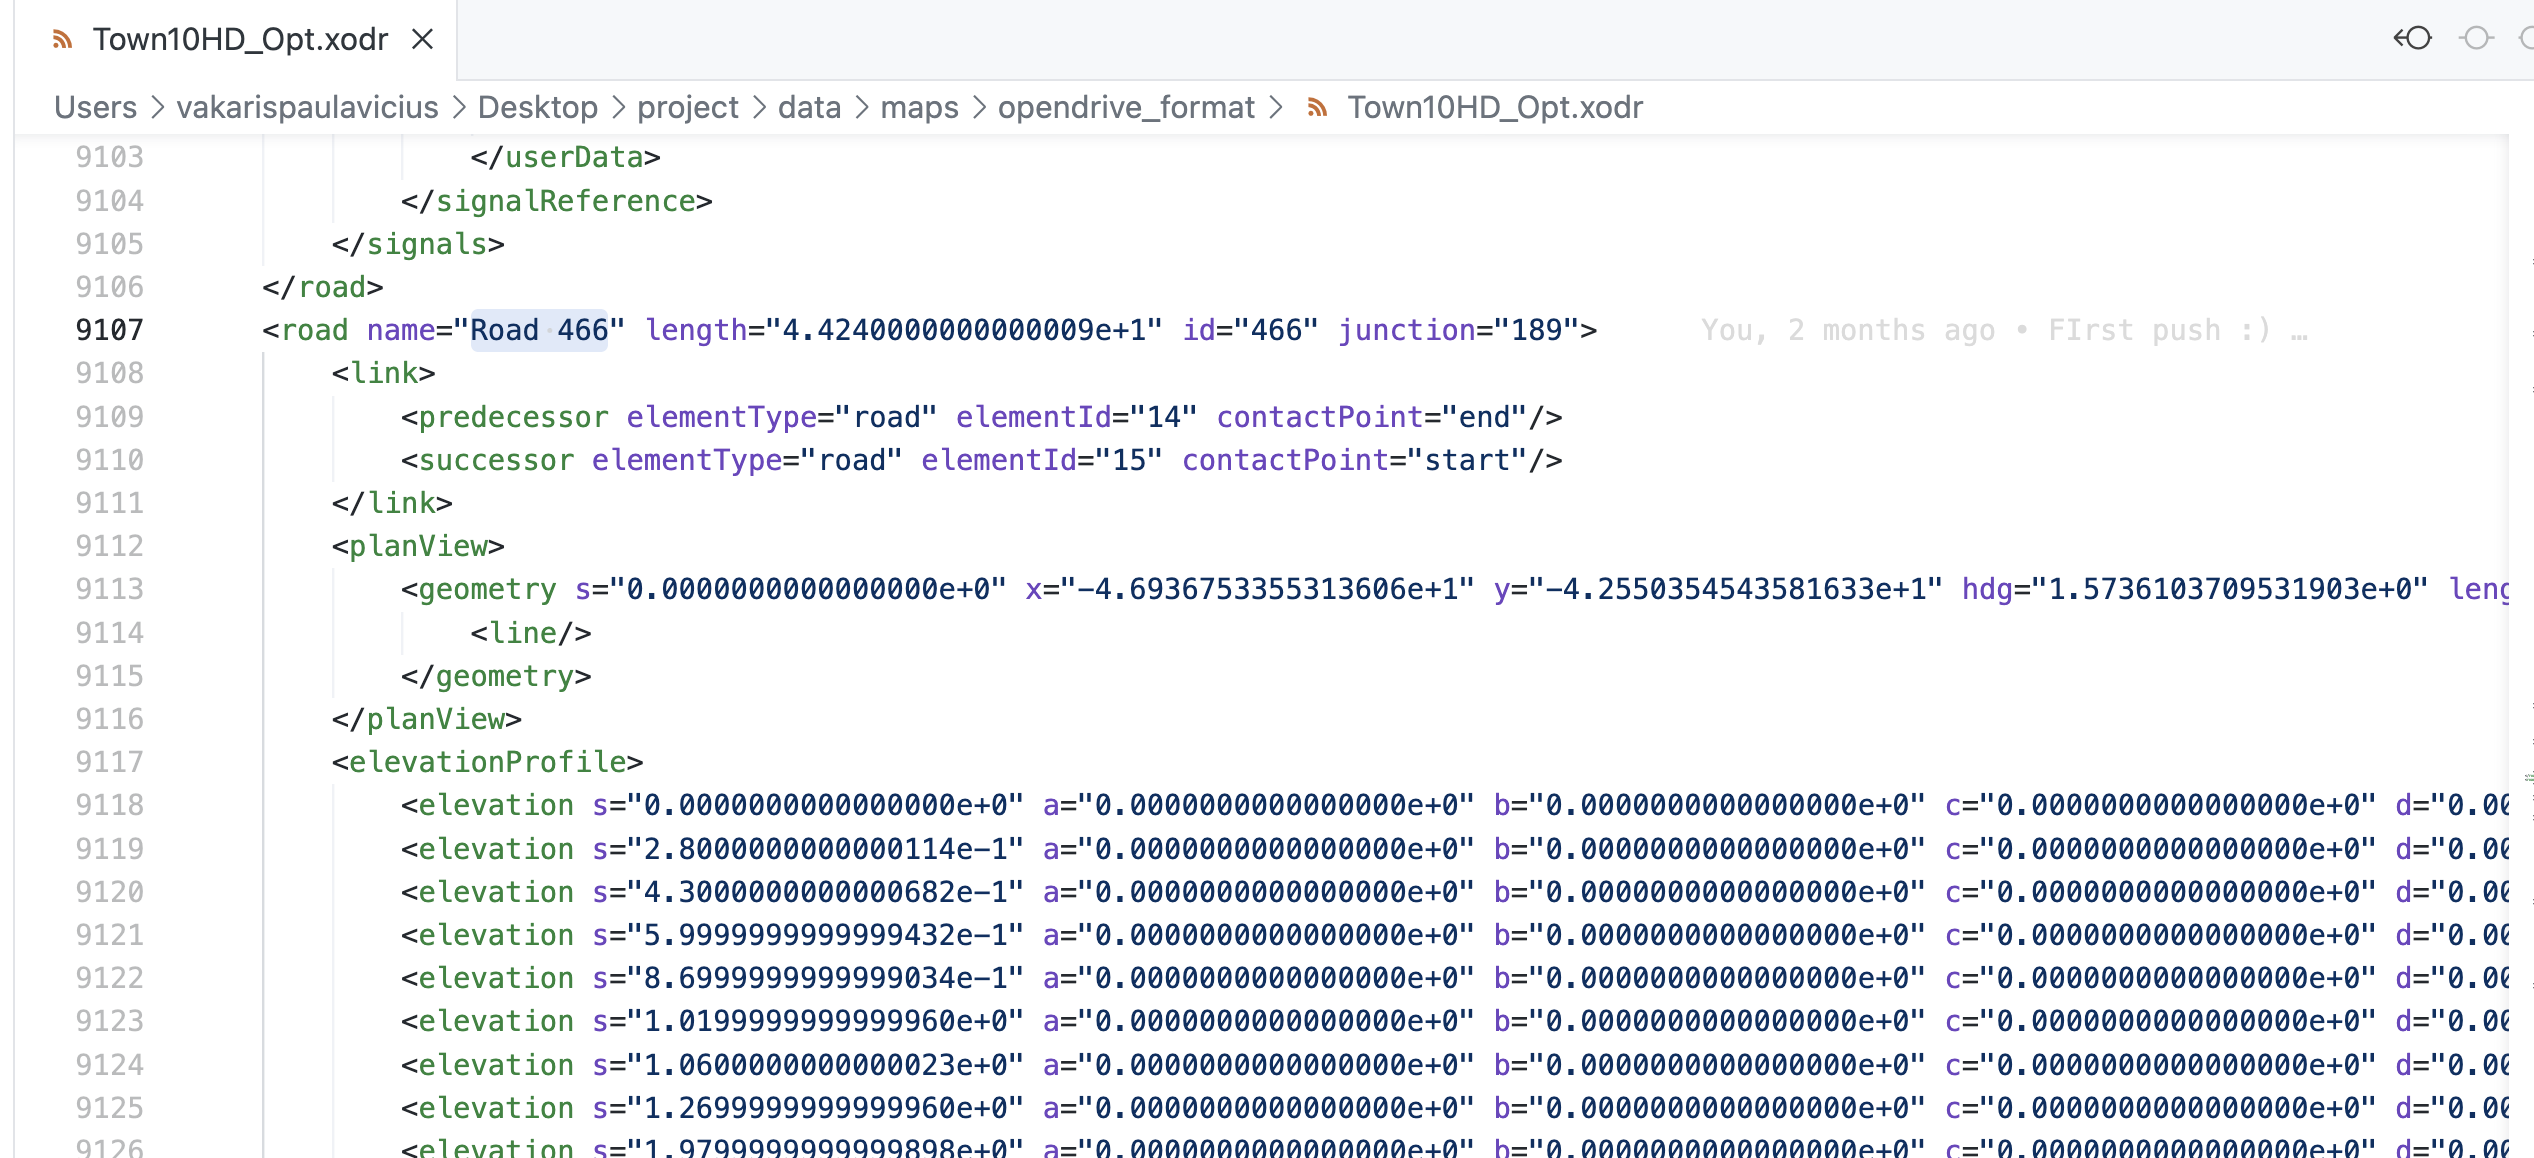 Town10HD_Opt.xodr
Users > vakarispaulavicius > Desktop > project > data > maps > opendrive_format > Town10HD_Opt.xodr
9103 </userData>
9104 </signalReference>
9105 </signals>
9106 </road>
9107 <road name="Road 466" length="4.4240000000000009e+1" id="466" junction="189"> You, 2 months ago • FIrst push :) …
9108 <link>
9109 <predecessor elementType="road" elementId="14" contactPoint="end"/>
9110 <successor elementType="road" elementId="15" contactPoint="start"/>
9111 </link>
9112 <planView>
9113 <geometry s="0.0000000000000000e+0" x="-4.6936753355313606e+1" y="-4.2550354543581633e+1" hdg="1.5736103709531903e+0" leng
9114 <line/>
9115 </geometry>
9116 </planView>
9117 <elevationProfile>
9118 <elevation s="0.0000000000000000e+0" a="0.0000000000000000e+0" b="0.0000000000000000e+0" c="0.0000000000000000e+0" d="0.00
9119 <elevation s="2.8000000000000114e-1" a="0.0000000000000000e+0" b="0.0000000000000000e+0" c="0.0000000000000000e+0" d="0.00
9120 <elevation s="4.3000000000000682e-1" a="0.0000000000000000e+0" b="0.0000000000000000e+0" c="0.0000000000000000e+0" d="0.00
9121 <elevation s="5.9999999999999432e-1" a="0.0000000000000000e+0" b="0.0000000000000000e+0" c="0.0000000000000000e+0" d="0.00
9122 <elevation s="8.6999999999999034e-1" a="0.0000000000000000e+0" b="0.0000000000000000e+0" c="0.0000000000000000e+0" d="0.00
9123 <elevation s="1.0199999999999960e+0" a="0.0000000000000000e+0" b="0.0000000000000000e+0" c="0.0000000000000000e+0" d="0.00
9124 <elevation s="1.0600000000000023e+0" a="0.0000000000000000e+0" b="0.0000000000000000e+0" c="0.0000000000000000e+0" d="0.00
9125 <elevation s="1.2699999999999960e+0" a="0.0000000000000000e+0" b="0.0000000000000000e+0" c="0.0000000000000000e+0" d="0.00
9126 <elevation s="1.9799999999999898e+0" a="0.0000000000000000e+0" b="0.0000000000000000e+0" c="0.0000000000000000e+0" d="0.00